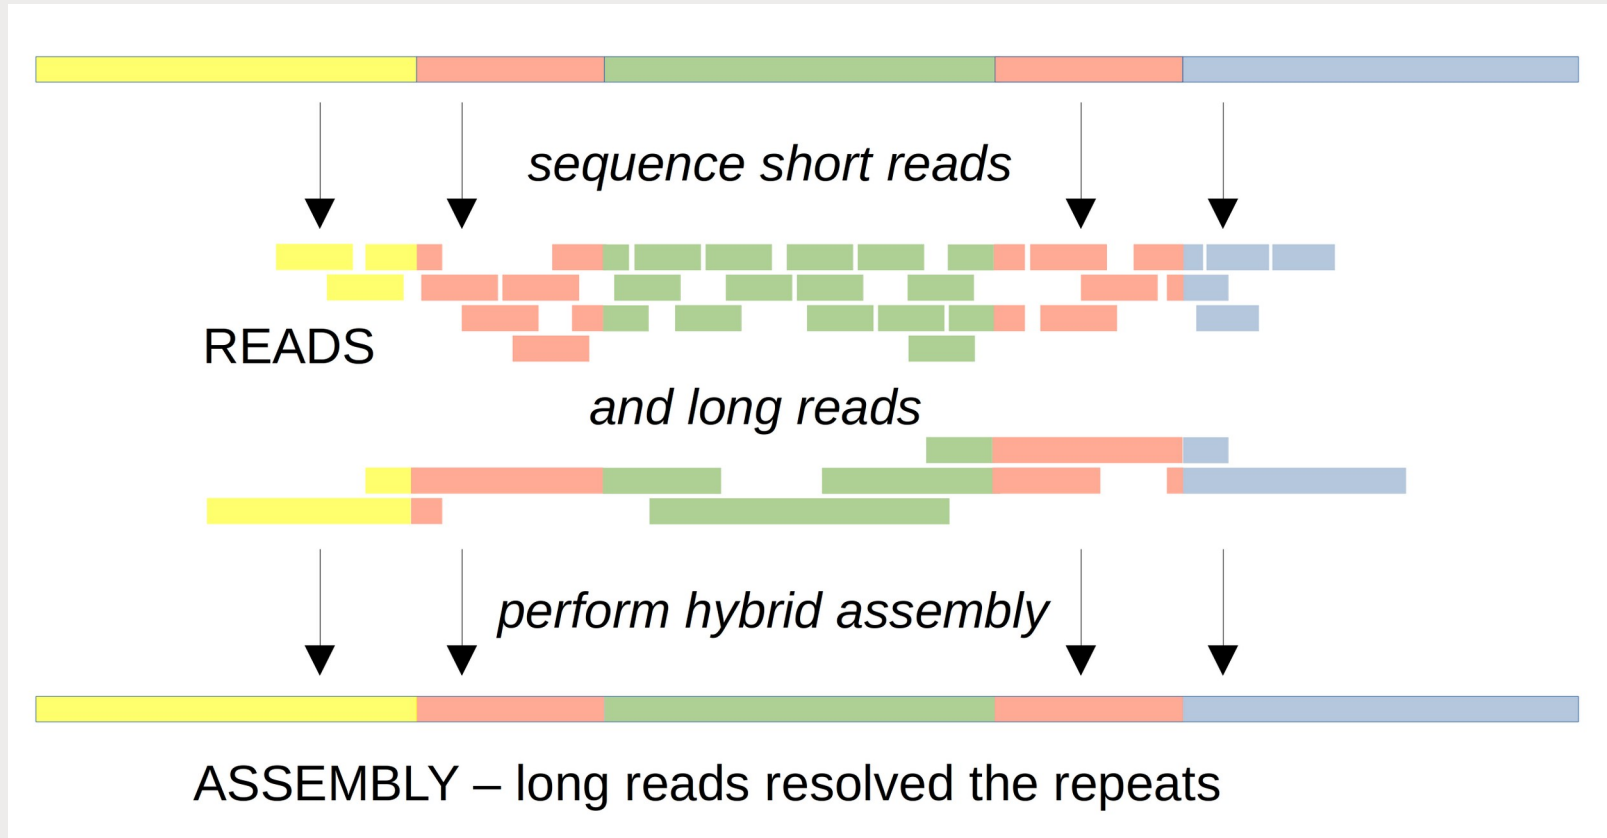 sequence short reads
READS
and long reads
perform hybrid assembly
ASSEMBLY – long reads resolved the repeats